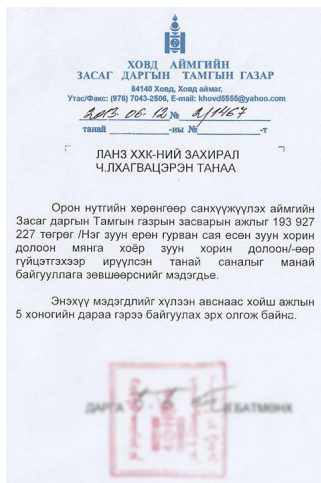 ХОВД АЙМГИЙН
ЗАСАГ ДАРГЫН ТАМГЫН ГАЗАР
84140 Ховд, Ховд аймаг,
Утас/Факс: (976) 7043-2506, E-mail: khovd5555@yahoo.com
2013.06.12 № 2/1467
танай -ны № -т
ЛАНЗ ХХК-НИЙ ЗАХИРАЛ
Ч.ЛХАГВАЦЭРЭН ТАНАА
Орон нутгийн хөрөнгөөр санхүүжүүлэх аймгийн
Засаг даргын Тамгын газрын засварын ажлыг 193 927
227 төгрөг /Нэг зуун ерөн гурван сая есөн зуун хорин
долоон мянга хоёр зуун хорин долоон/-өөр
гүйцэтгэхээр ирүүлсэн танай саналыг манай
байгууллага зөвшөөрснийг мэдэгдье.
Энэхүү мэдэгдлийг хүлээн авснаас хойш ажлын
5 хоногийн дараа гэрээ байгуулах эрх олгож байна.
ДАРГА БАТМӨНХ